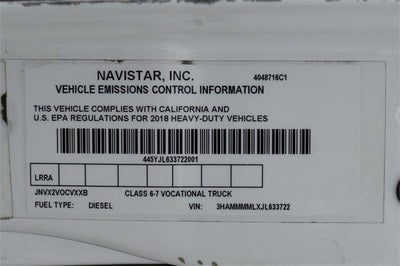 NAVISTAR, INC.
4048716C1
VEHICLE EMISSIONS CONTROL INFORMATION
THIS VEHICLE COMPLIES WITH CALIFORNIA AND
U.S. EPA REGULATIONS FOR 2018 HEAVY-DUTY VEHICLES
445YJL633722001
LRRA
JNVX2VOCVXXB CLASS 6-7 VOCATIONAL TRUCK
FUEL TYPE: DIESEL VIN: 3HAMMMMLXJL633722